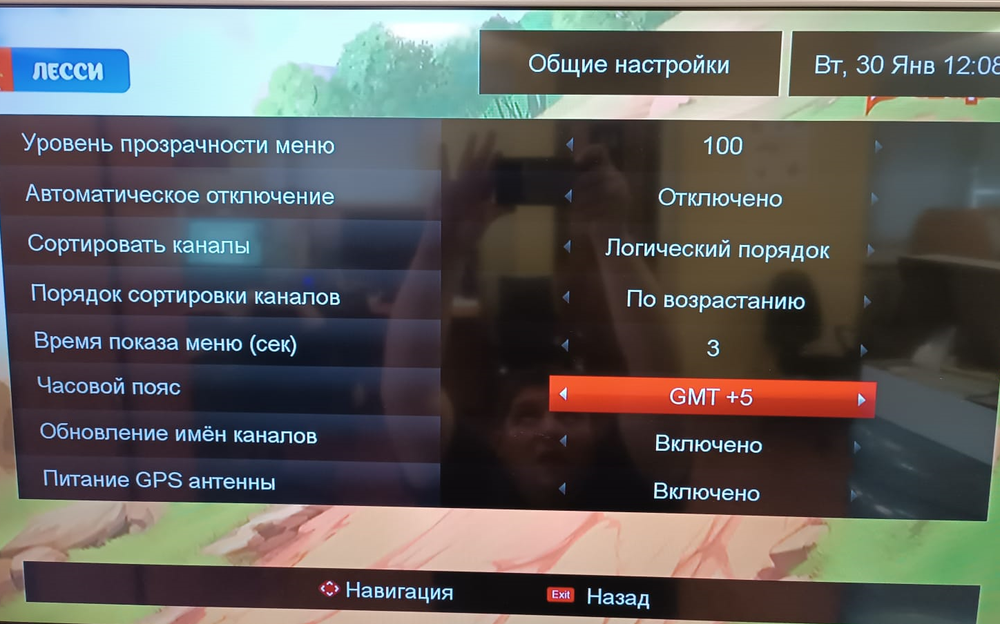 ЛЕССИ
Общие настройки
Вт, 30 Янв 12:08
Уровень прозрачности меню 100
Автоматическое отключение Отключено
Сортировать каналы Логический порядок
Порядок сортировки каналов По возрастанию
Время показа меню (сек) 3
Часовой пояс GMT +5
Обновление имён каналов Включено
Питание GPS антенны Включено
Навигация Exit Назад